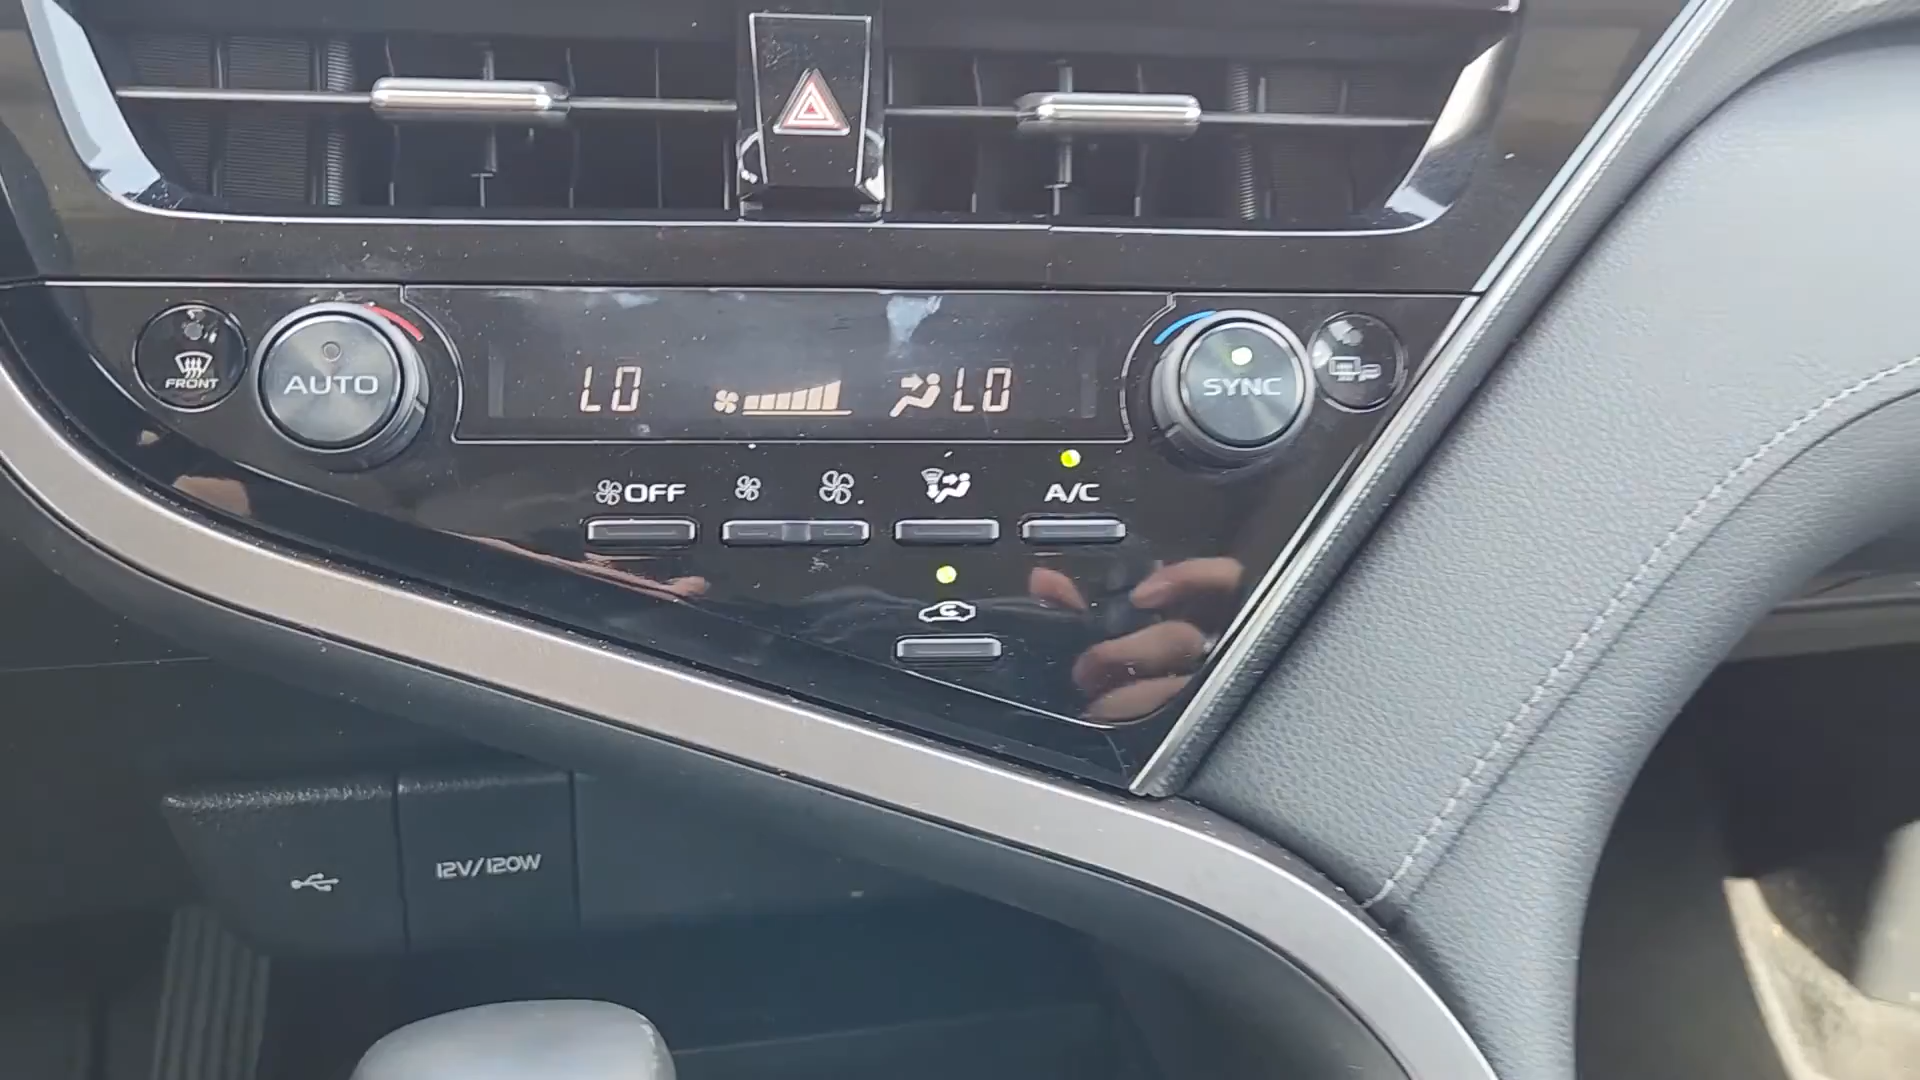 FRONT
AUTO
LO
LO
SYNC
OFF
A/C
12V/120W